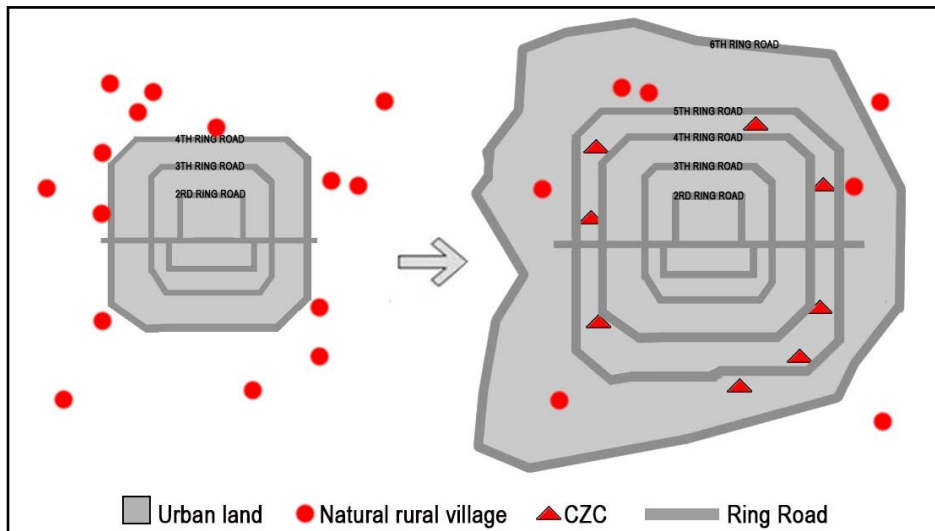 4TH RING ROAD
3TH RING ROAD
2RD RING ROAD
6TH RING ROAD
5TH RING ROAD
4TH RING ROAD
3TH RING ROAD
2RD RING ROAD
Urban land
Natural rural village
CZC
Ring Road